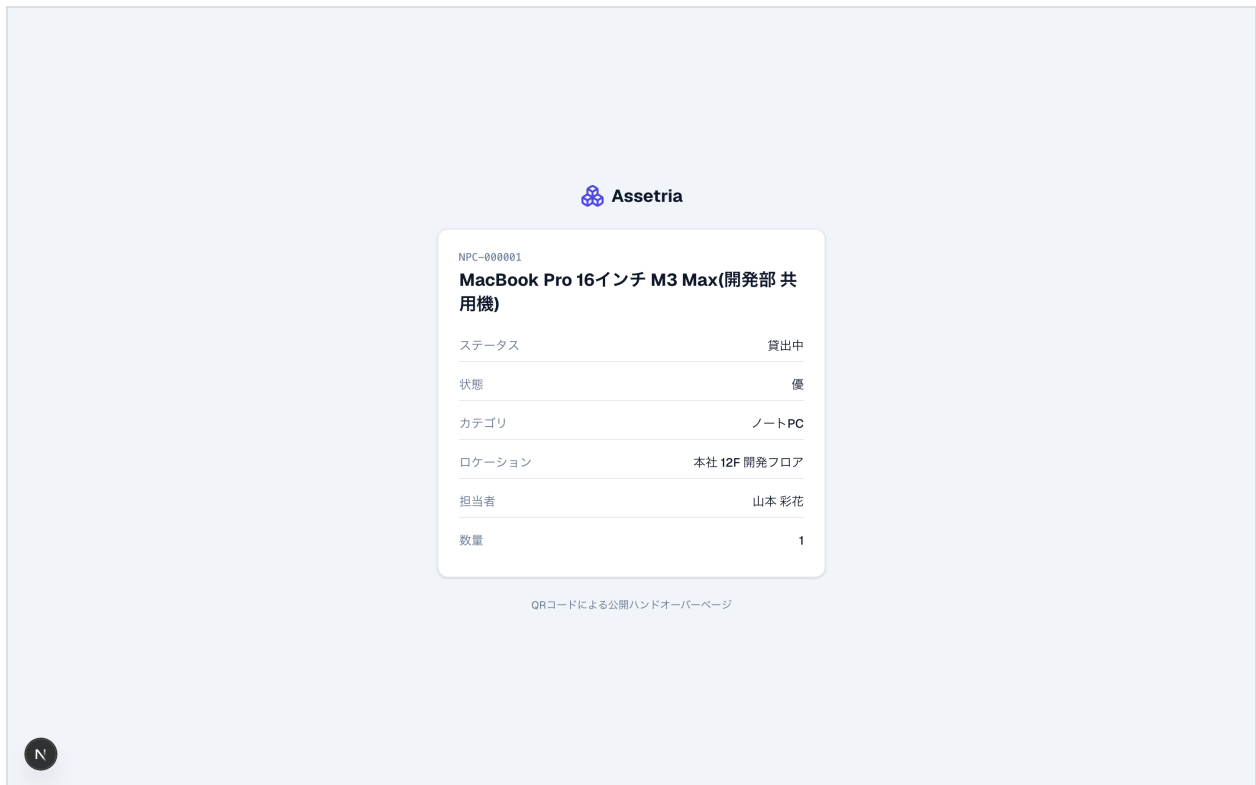 Assetria
NPC-000001
MacBook Pro 16インチ M3 Max(開発部 共
用機)
ステータス 貸出中
状態 優
カテゴリ ノートPC
ロケーション 本社 12F 開発フロア
担当者 山本 彩花
数量 1
QRコードによる公開ハンドオーバーページ
N